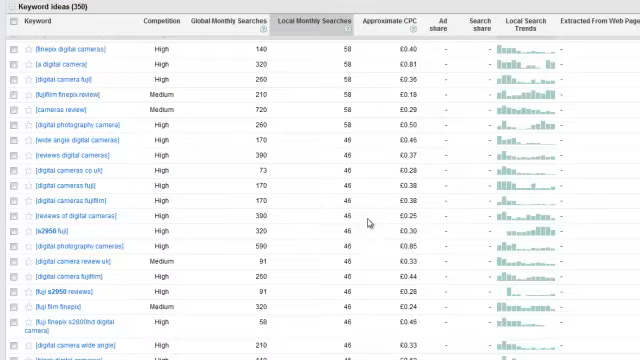 Keyword ideas (350)
Keyword Competition Global Monthly Searches Local Monthly Searches Approximate CPC Ad share Search share Local Search Trends Extracted From Web Page
[finepix digital cameras] High 140 58 £0.40 - - -
[a digital camera] High 320 58 £0.81 - - -
[digital camera fuji] High 260 58 £0.36 - - -
[fujifilm finepix review] Medium 210 58 £0.18 - - -
[cameras review] Medium 720 58 £0.29 - - -
[digital photography camera] High 260 58 £0.50 - - -
[wide angle digital cameras] High 170 46 £0.46 - - -
[reviews digital cameras] High 390 46 £0.37 - - -
[digital cameras co uk] High 73 46 £0.28 - - -
[digital cameras fuji] High 170 46 £0.38 - - -
[digital cameras fujifilm] High 170 46 £0.38 - - -
[reviews of digital cameras] High 390 46 £0.25 - - -
[s2950 fuji] High 320 46 £0.30 - - -
[digital photography cameras] High 590 46 £0.85 - - -
[digital camera review uk] Medium 91 46 £0.33 - - -
[digital camera fujifilm] High 260 46 £0.44 - - -
[fuji s2950 reviews] High 91 46 £0.28 - - -
[fuji film finepix] Medium 320 46 £0.24 - - -
[fuji finepix s2800hd digital camera] High 58 46 £0.46 - - -
[digital camera wide angle] High 210 46 £0.33 - - -